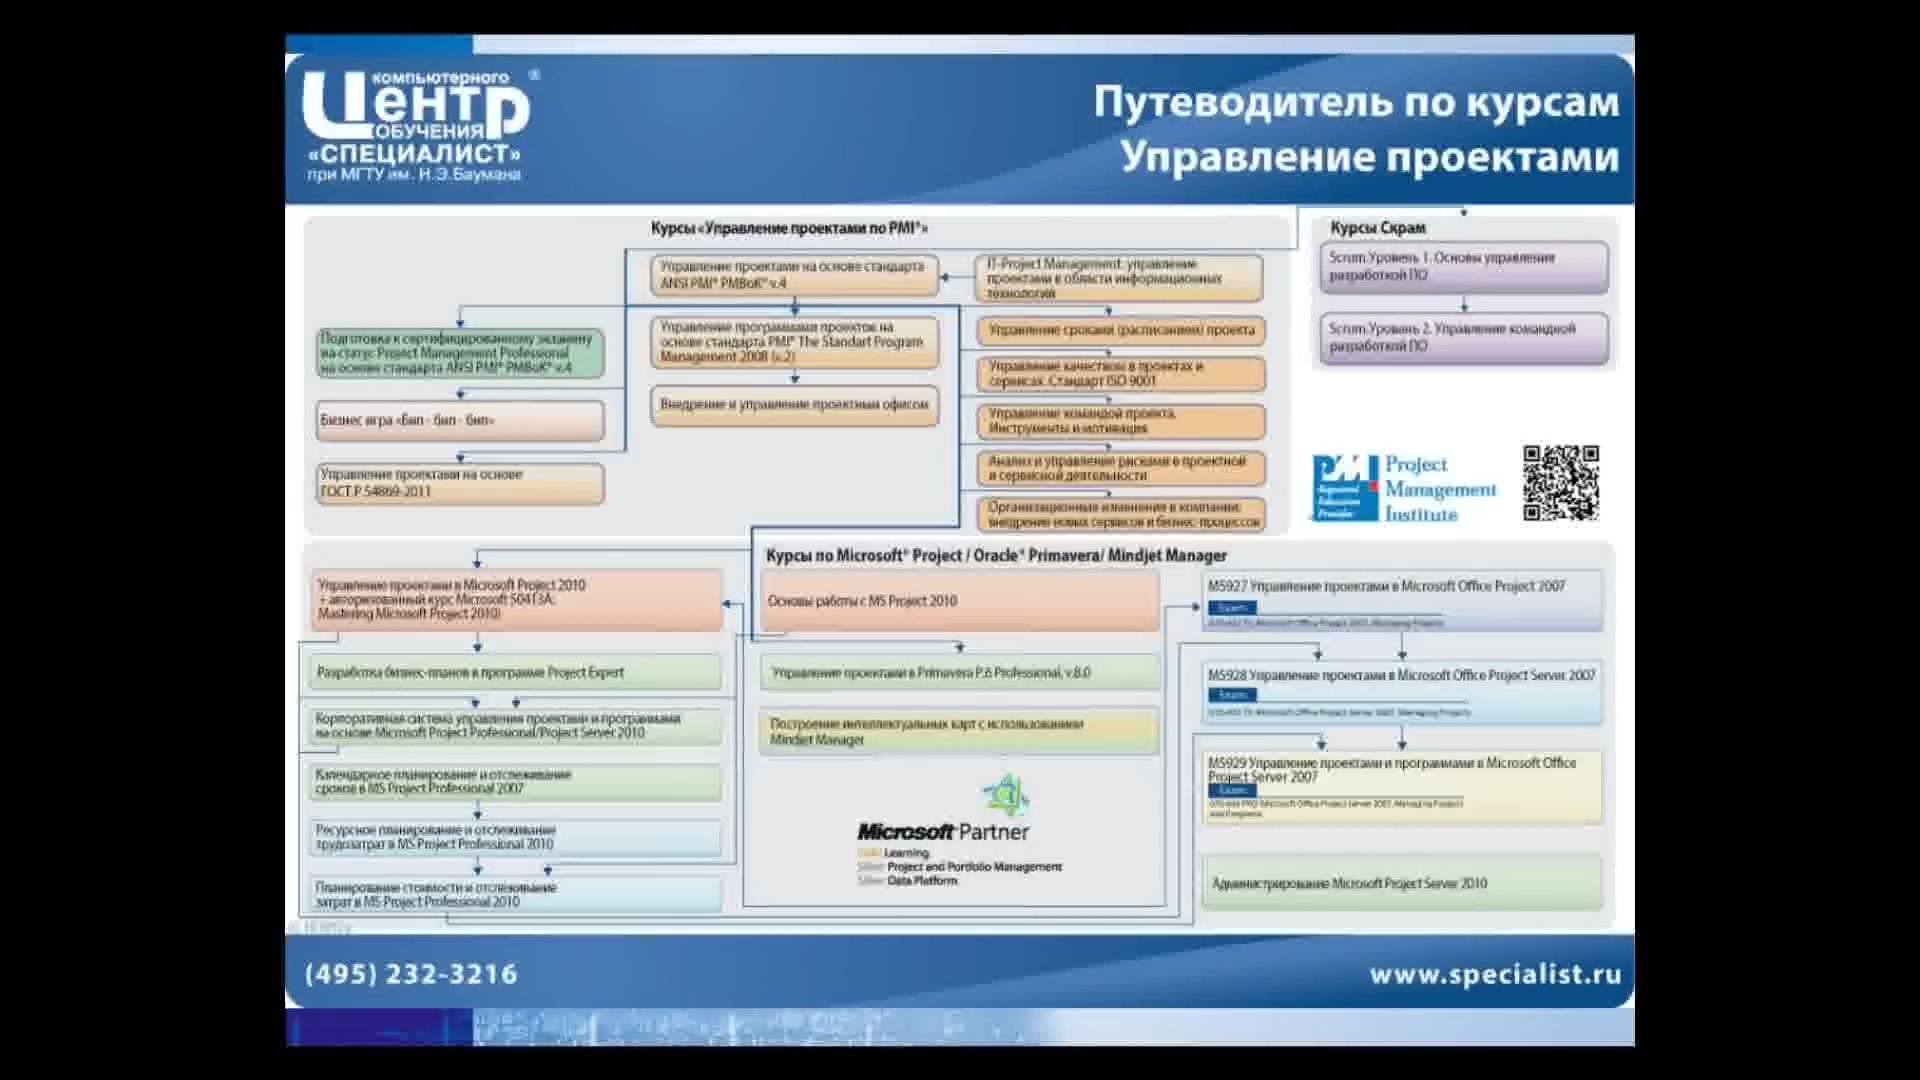 компьютерного
Центр
ОБУЧЕНИЯ
«СПЕЦИАЛИСТ»
при МГТУ им. Н.Э.Баумана
®
Путеводитель по курсам
Управление проектами
Курсы «Управление проектами по PMI®»
Управление проектами на основе стандарта
ANSI PMI® PMBoK® v.4
IT-Project Management: управление
проектами в области информационных
технологий
Подготовка к сертифицированному экзамену
на статус Project Management Professional
на основе стандарта ANSI PMI® PMBoK® v.4
Бизнес игра «Бип - бип - бип»
Управление проектами на основе
ГОСТ Р 54869-2011
Управление программами проектов на
основе стандарта PMI® The Standart Program
Management 2008 (v.2)
Внедрение и управление проектным офисом
Управление сроками (расписанием) проекта
Управление качеством в проектах и
сервисах. Стандарт ISO 9001
Управление командой проекта.
Инструменты и мотивация
Анализ и управление рисками в проектной
и сервисной деятельности
Организационные изменения в компании:
внедрение новых сервисов и бизнес-процессов
Курсы Скрам
Scrum.Уровень 1. Основы управления
разработкой ПО
Scrum.Уровань 2. Управление командной
разработкой ПО
PMI
Registered
Education
Provider
Project
Management
Institute
Курсы по Microsoft® Project / Oracle® Primavera/ Mindjet Manager
Управление проектами в Microsoft Project 2010
+ авторизованный курс Microsoft 50413A:
Mastering Microsoft Project 2010)
Разработка бизнес-планов в программе Project Expert
Корпоративная система управления проектами и программами
на основе Microsoft Project Professional/Project Server 2010
Календарное планирование и отслеживание
сроков в MS Project Professional 2007
Ресурсное планирование и отслеживание
трудозатрат в MS Project Professional 2010
Планирование стоимости и отслеживание
затрат в MS Project Professional 2010
Основы работы с MS Project 2010
Управление проектами в Primavera P.6 Professional, v.8.0
Построение интеллектуальных карт с использованием
Mindjet Manager
Microsoft Partner
Gold Learning
Silver Project and Portfolio Management
Silver Data Platform
M5927 Управление проектами в Microsoft Office Project 2007
Exam:
M5928 Управление проектами в Microsoft Office Project Server 2007
Exam:
M5929 Управление проектами и программами в Microsoft Office
Project Server 2007
Exam:
Администрирование Microsoft Project Server 2010
(495) 232-3216
www.specialist.ru